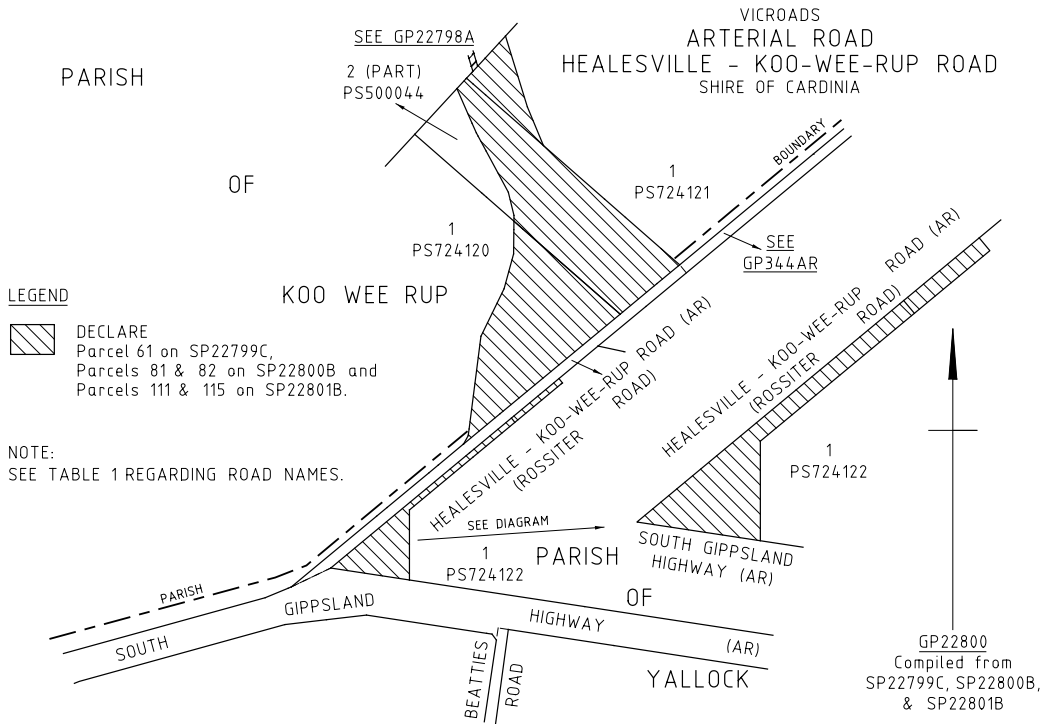 VICROADS
ARTERIAL ROAD
HEALESVILLE - KOO-WEE-RUP ROAD
SHIRE OF CARDINIA
SEE GP22798A
2 (PART)
PS500044
PARISH
OF
KOO WEE RUP
BOUNDARY
1
PS724121
1
PS724120
SEE
GP344AR
LEGEND
DECLARE
Parcel 61 on SP22799C,
Parcels 81 & 82 on SP22800B and
Parcels 111 & 115 on SP22801B.
NOTE:
SEE TABLE 1 REGARDING ROAD NAMES.
HEALESVILLE - KOO-WEE-RUP ROAD (AR)
(ROSSITER ROAD)
HEALESVILLE - KOO-WEE-RUP ROAD (AR)
(ROSSITER ROAD)
1
PS724122
SEE DIAGRAM
1
PS724122
SOUTH GIPPSLAND
HIGHWAY (AR)
PARISH
OF
YALLOCK
PARISH
SOUTH GIPPSLAND HIGHWAY (AR)
BEATTIES
ROAD
GP22800
Compiled from
SP22799C, SP22800B,
& SP22801B